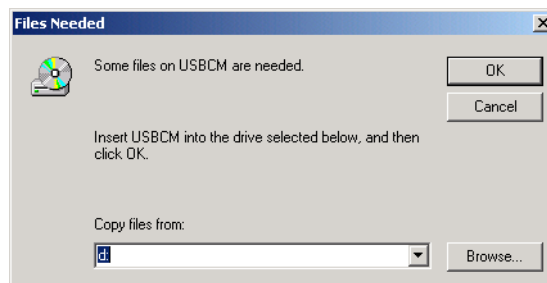 Files Needed
Some files on USBCM are needed.
OK
Cancel
Insert USBCM into the drive selected below, and then
click OK.
Copy files from:
d:
Browse...